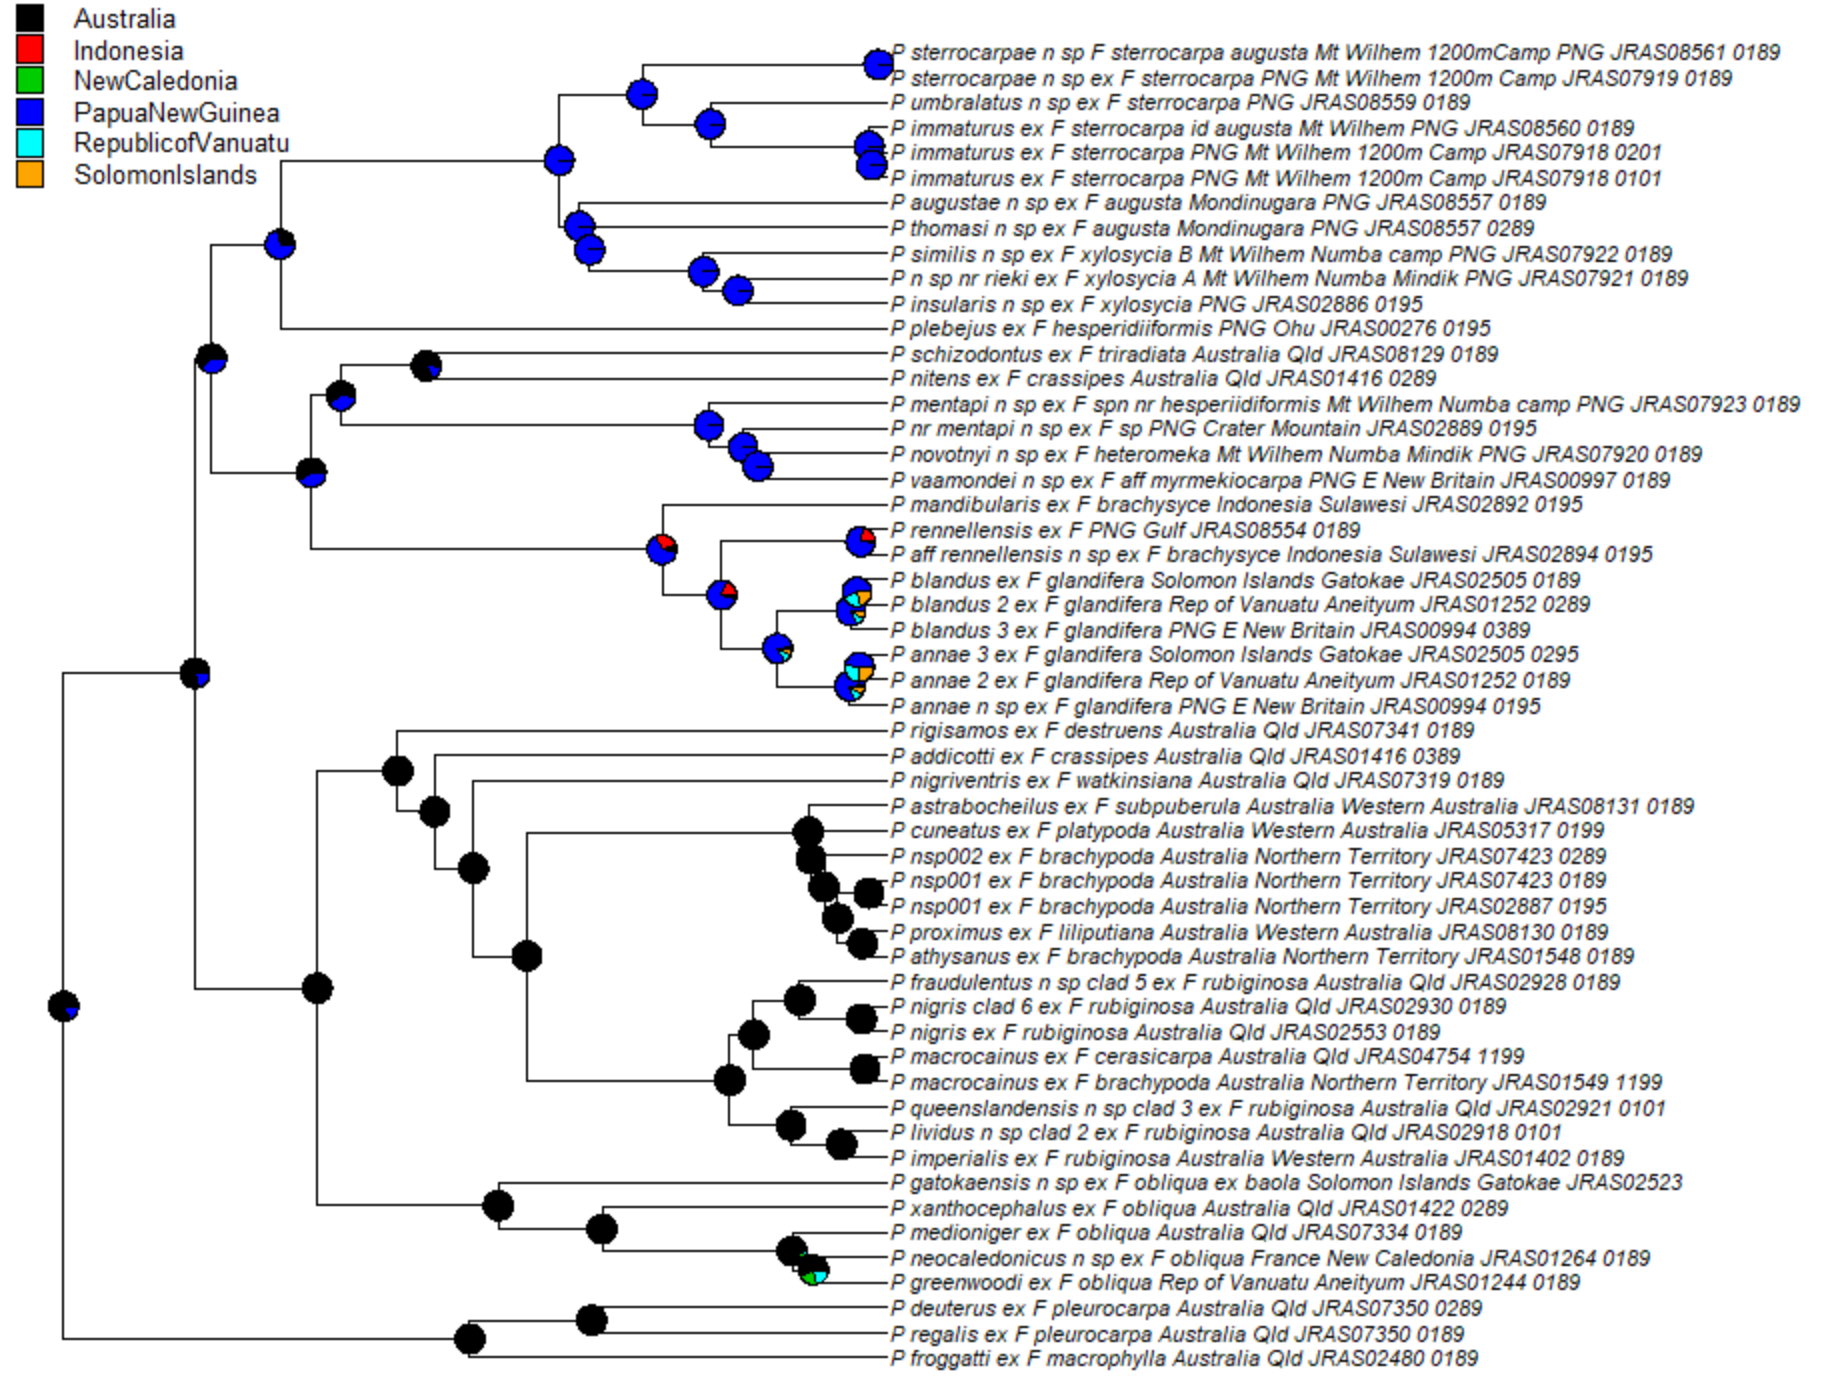 Australia
Indonesia
NewCaledonia
PapuaNewGuinea
RepublicofVanuatu
SolomonIslands
P sterrocarpae n sp F sterrocarpa augusta Mt Wilhem 1200mCamp PNG JRAS08561 0189
P sterrocarpae n sp ex F sterrocarpa PNG Mt Wilhem 1200m Camp JRAS07919 0189
P umbralatus n sp ex F sterrocarpa PNG JRAS08559 0189
P immaturus ex F sterrocarpa id augusta Mt Wilhem PNG JRAS08560 0189
P immaturus ex F sterrocarpa PNG Mt Wilhem 1200m Camp JRAS07918 0201
P immaturus ex F sterrocarpa PNG Mt Wilhem 1200m Camp JRAS07918 0101
P augustae n sp ex F augusta Mondinugara PNG JRAS08557 0189
P thomasi n sp ex F augusta Mondinugara PNG JRAS08557 0289
P similis n sp ex F xylosycia B Mt Wilhem Numba camp PNG JRAS07922 0189
P n sp nr rieki ex F xylosycia A Mt Wilhem Numba Mindik PNG JRAS07921 0189
P insularis n sp ex F xylosycia PNG JRAS02886 0195
P plebejus ex F hesperidiiformis PNG Ohu JRAS00276 0195
P schizodontus ex F triradiata Australia Qld JRAS08129 0189
P nitens ex F crassipes Australia Qld JRAS01416 0289
P mentapi n sp ex F spn nr hesperiidiformis Mt Wilhem Numba camp PNG JRAS07923 0189
P nr mentapi n sp ex F sp PNG Crater Mountain JRAS02889 0195
P novotnyi n sp ex F heteromeka Mt Wilhem Numba Mindik PNG JRAS07920 0189
P vaamondei n sp ex F aff myrmekiocarpa PNG E New Britain JRAS00997 0189
P mandibularis ex F brachysyce Indonesia Sulawesi JRAS02892 0195
P rennellensis ex F PNG Gulf JRAS08554 0189
P aff rennellensis n sp ex F brachysyce Indonesia Sulawesi JRAS02894 0195
P blandus ex F glandifera Solomon Islands Gatokae JRAS02505 0189
P blandus 2 ex F glandifera Rep of Vanuatu Aneityum JRAS01252 0289
P blandus 3 ex F glandifera PNG E New Britain JRAS00994 0389
P annae 3 ex F glandifera Solomon Islands Gatokae JRAS02505 0295
P annae 2 ex F glandifera Rep of Vanuatu Aneityum JRAS01252 0189
P annae n sp ex F glandifera PNG E New Britain JRAS00994 0195
P rigisamos ex F destruens Australia Qld JRAS07341 0189
P addicotti ex F crassipes Australia Qld JRAS01416 0389
P nigriventris ex F watkinsiana Australia Qld JRAS07319 0189
P astrabocheilus ex F subpuberula Australia Western Australia JRAS08131 0189
P cuneatus ex F platypoda Australia Western Australia JRAS05317 0199
P nsp002 ex F brachypoda Australia Northern Territory JRAS07423 0289
P nsp001 ex F brachypoda Australia Northern Territory JRAS07423 0189
P nsp001 ex F brachypoda Australia Northern Territory JRAS02887 0195
P proximus ex F liliputiana Australia Western Australia JRAS08130 0189
P athysanus ex F brachypoda Australia Northern Territory JRAS01548 0189
P fraudulentus n sp clad 5 ex F rubiginosa Australia Qld JRAS02928 0189
P nigris clad 6 ex F rubiginosa Australia Qld JRAS02930 0189
P nigris ex F rubiginosa Australia Qld JRAS02553 0189
P macrocainus ex F cerasicarpa Australia Qld JRAS04754 1199
P macrocainus ex F brachypoda Australia Northern Territory JRAS01549 1199
P queenslandensis n sp clad 3 ex F rubiginosa Australia Qld JRAS02921 0101
P lividus n sp clad 2 ex F rubiginosa Australia Qld JRAS02918 0101
P imperialis ex F rubiginosa Australia Western Australia JRAS01402 0189
P gatokaensis n sp ex F obliqua ex baola Solomon Islands Gatokae JRAS02523
P xanthocephalus ex F obliqua Australia Qld JRAS01422 0289
P medioniger ex F obliqua Australia Qld JRAS07334 0189
P neocaledonicus n sp ex F obliqua France New Caledonia JRAS01264 0189
P greenwoodi ex F obliqua Rep of Vanuatu Aneityum JRAS01244 0189
P deuterus ex F pleurocarpa Australia Qld JRAS07350 0289
P regalis ex F pleurocarpa Australia Qld JRAS07350 0189
P froggatti ex F macrophylla Australia Qld JRAS02480 0189